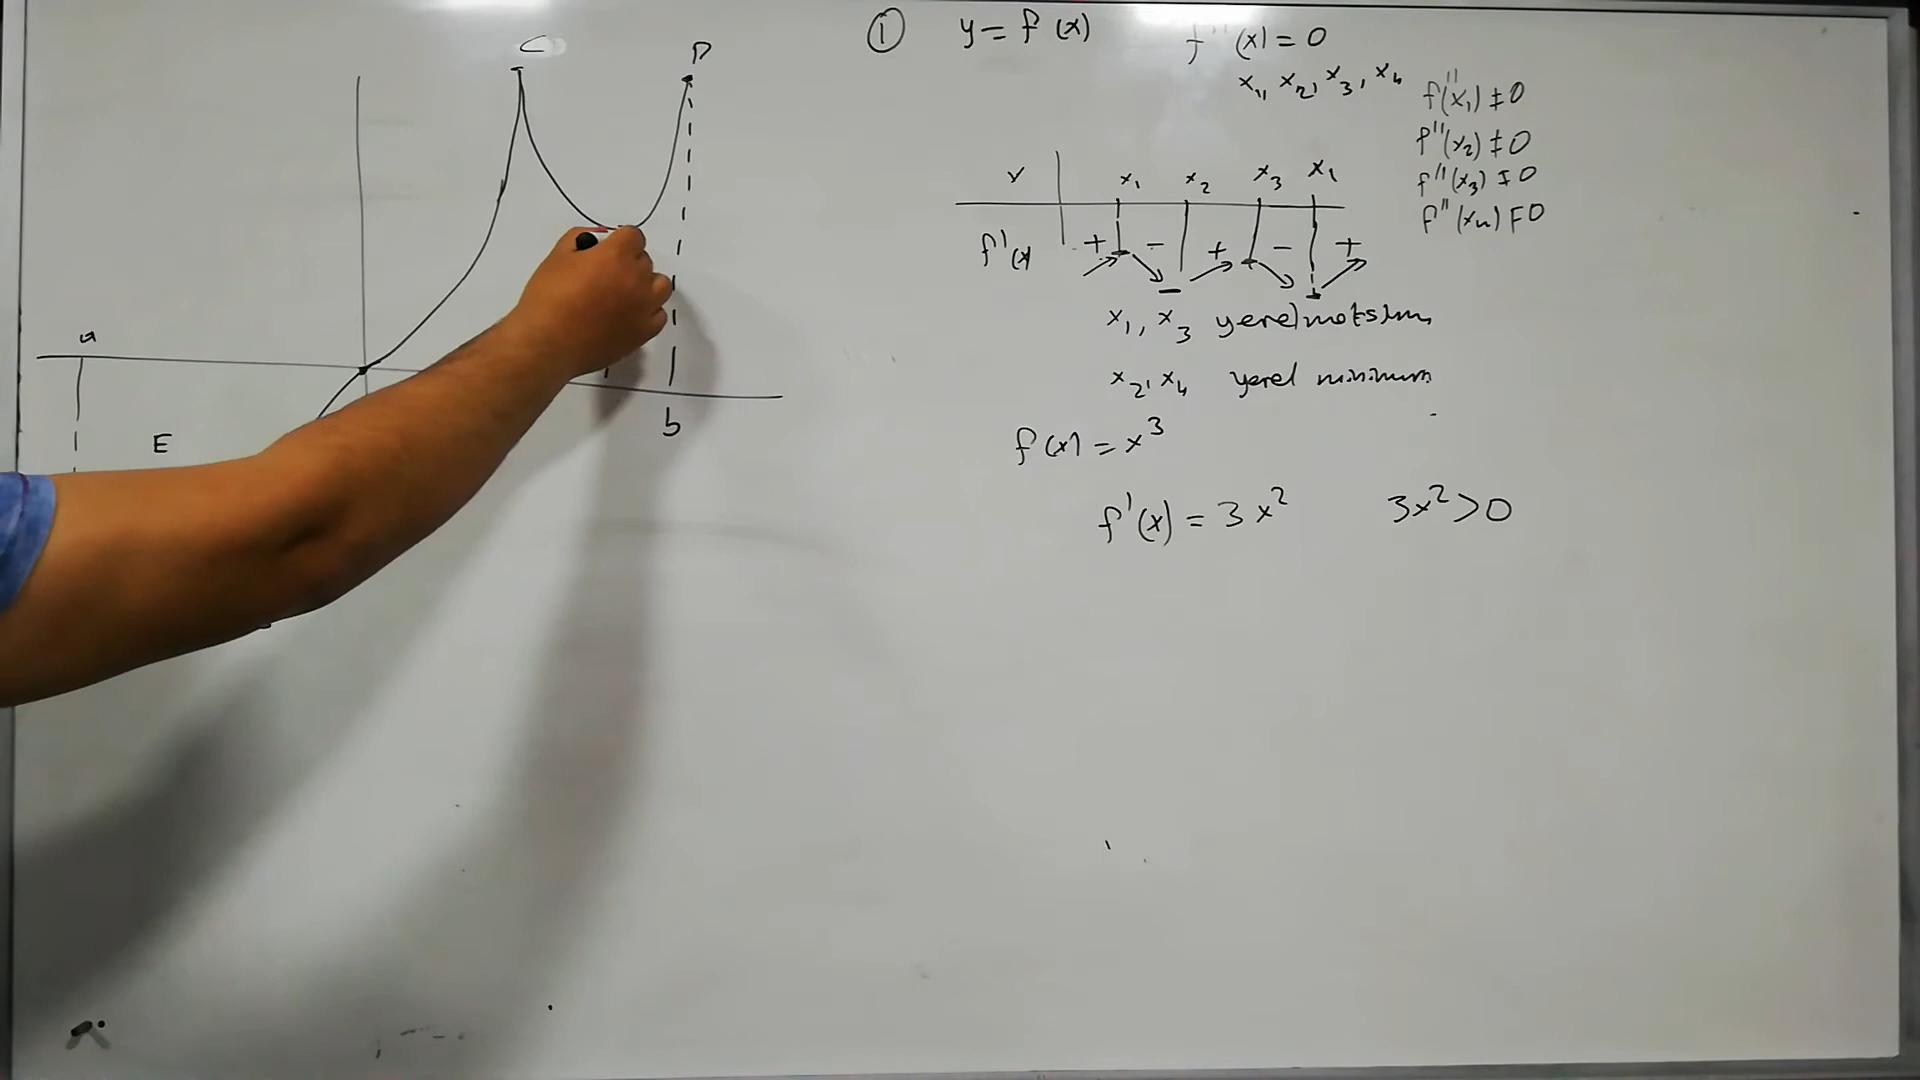 C
D
a
E
b
① y = f(x)
f''(x) = 0
x₁, x₂, x₃, x₄
f''(x₁) ≠ 0
f''(x₂) ≠ 0
f''(x₃) ≠ 0
f''(x₄) ≠ 0
x x₁ x₂ x₃ x₁
f'(x) + - + - +
x₁, x₃ yerel maksimum
x₂, x₄ yerel minimum
f(x) = x³
f'(x) = 3x² 3x² > 0